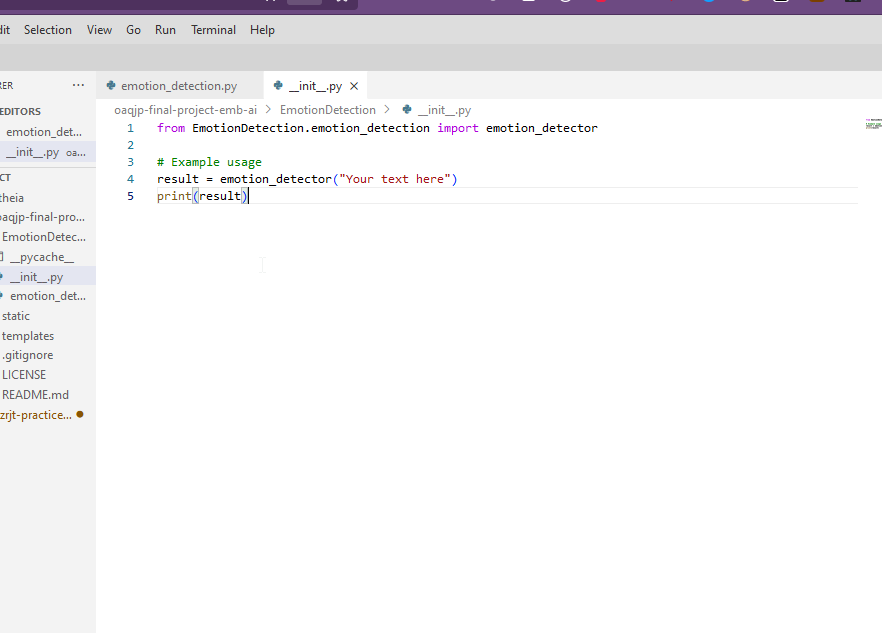 dit Selection View Go Run Terminal Help
RER ···
emotion_detection.py __init__.py
EDITORS
emotion_det...
__init__.py oa...
CT
theia
oaqjp-final-pro...
EmotionDetec...
__pycache__
__init__.py
emotion_det...
static
templates
.gitignore
LICENSE
README.md
zrjt-practice...
oaqjp-final-project-emb-ai > EmotionDetection > __init__.py
1 from EmotionDetection.emotion_detection import emotion_detector
2
3 # Example usage
4 result = emotion_detector("Your text here")
5 print(result)